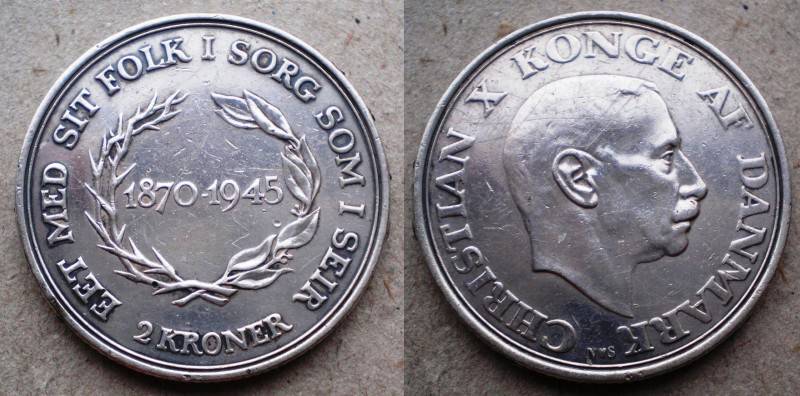 EET MED SIT FOLK I SORG SOM I SEIR
1870-1945
2 KRONER
CHRISTIAN X KONGE AF DANMARK
N♥S